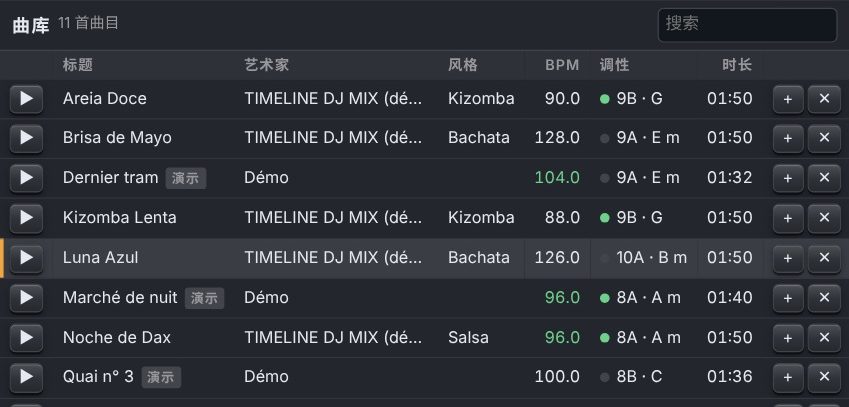 曲库 11 首曲目 搜索
标题 艺术家 风格 BPM 调性 时长
Areia Doce TIMELINE DJ MIX (dé... Kizomba 90.0 9B · G 01:50 + ×
Brisa de Mayo TIMELINE DJ MIX (dé... Bachata 128.0 9A · E m 01:50 + ×
Dernier tram 演示 Démo 104.0 9A · E m 01:32 + ×
Kizomba Lenta TIMELINE DJ MIX (dé... Kizomba 88.0 9B · G 01:50 + ×
Luna Azul TIMELINE DJ MIX (dé... Bachata 126.0 10A · B m 01:50 + ×
Marché de nuit 演示 Démo 96.0 8A · A m 01:40 + ×
Noche de Dax TIMELINE DJ MIX (dé... Salsa 96.0 8A · A m 01:50 + ×
Quai n° 3 演示 Démo 100.0 8B · C 01:36 + ×